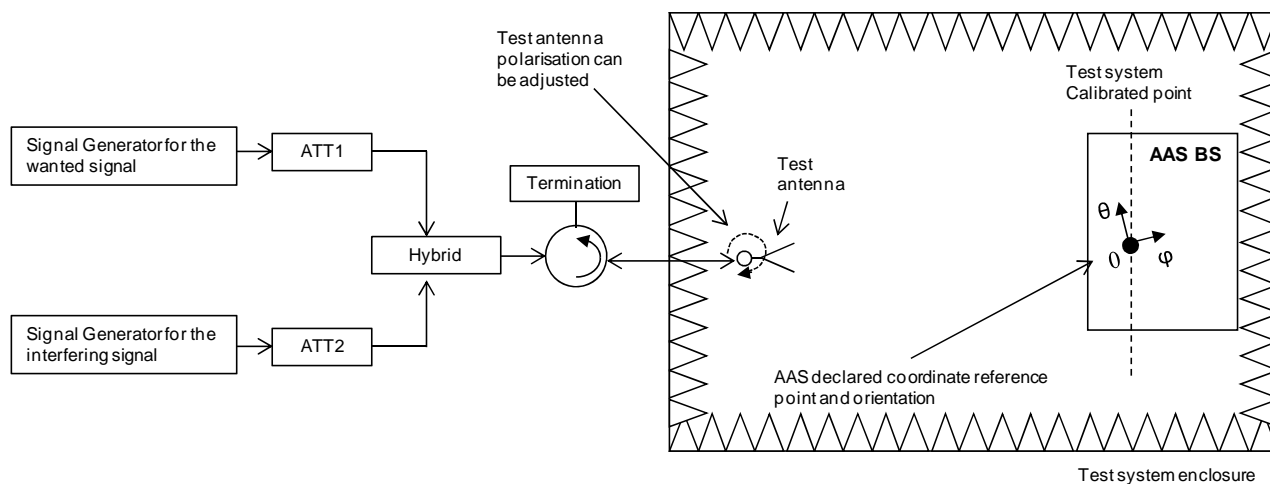 Test antenna
polarisation can
be adjusted
Test system
Calibrated point
Signal Generator for the
wanted signal
ATT1
AAS BS
Test
antenna
Termination
θ
Hybrid
0
φ
Signal Generator for the
interfering signal
ATT2
AAS declared coordinate reference
point and orientation
Test system enclosure